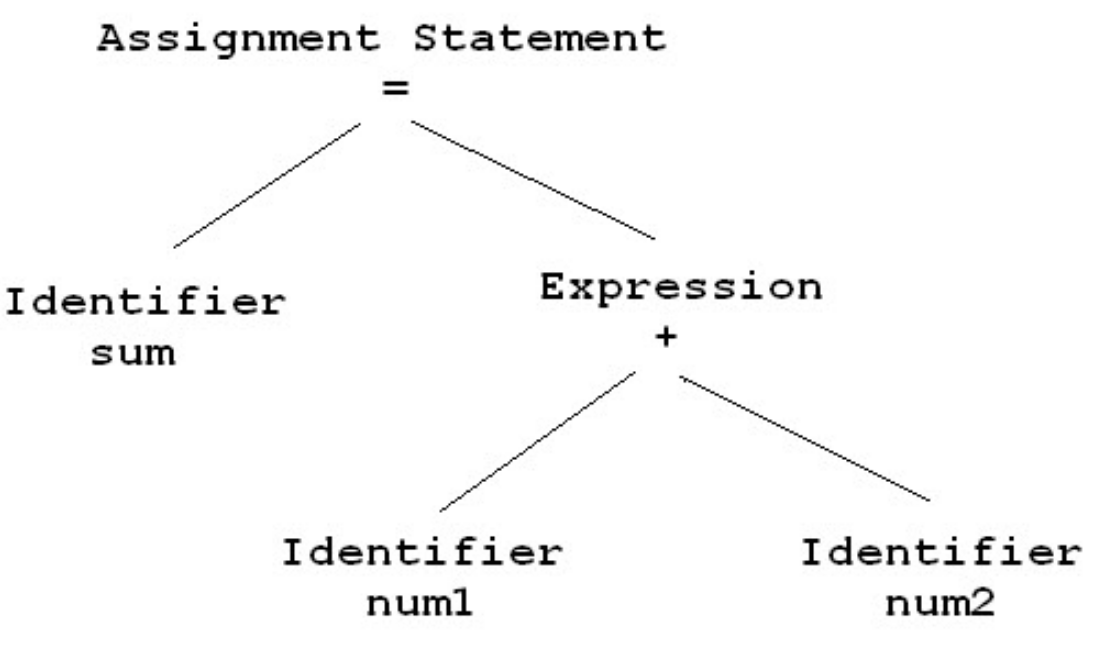 Assignment Statement
=
Identifier
sum
Expression
+
Identifier
num1
Identifier
num2